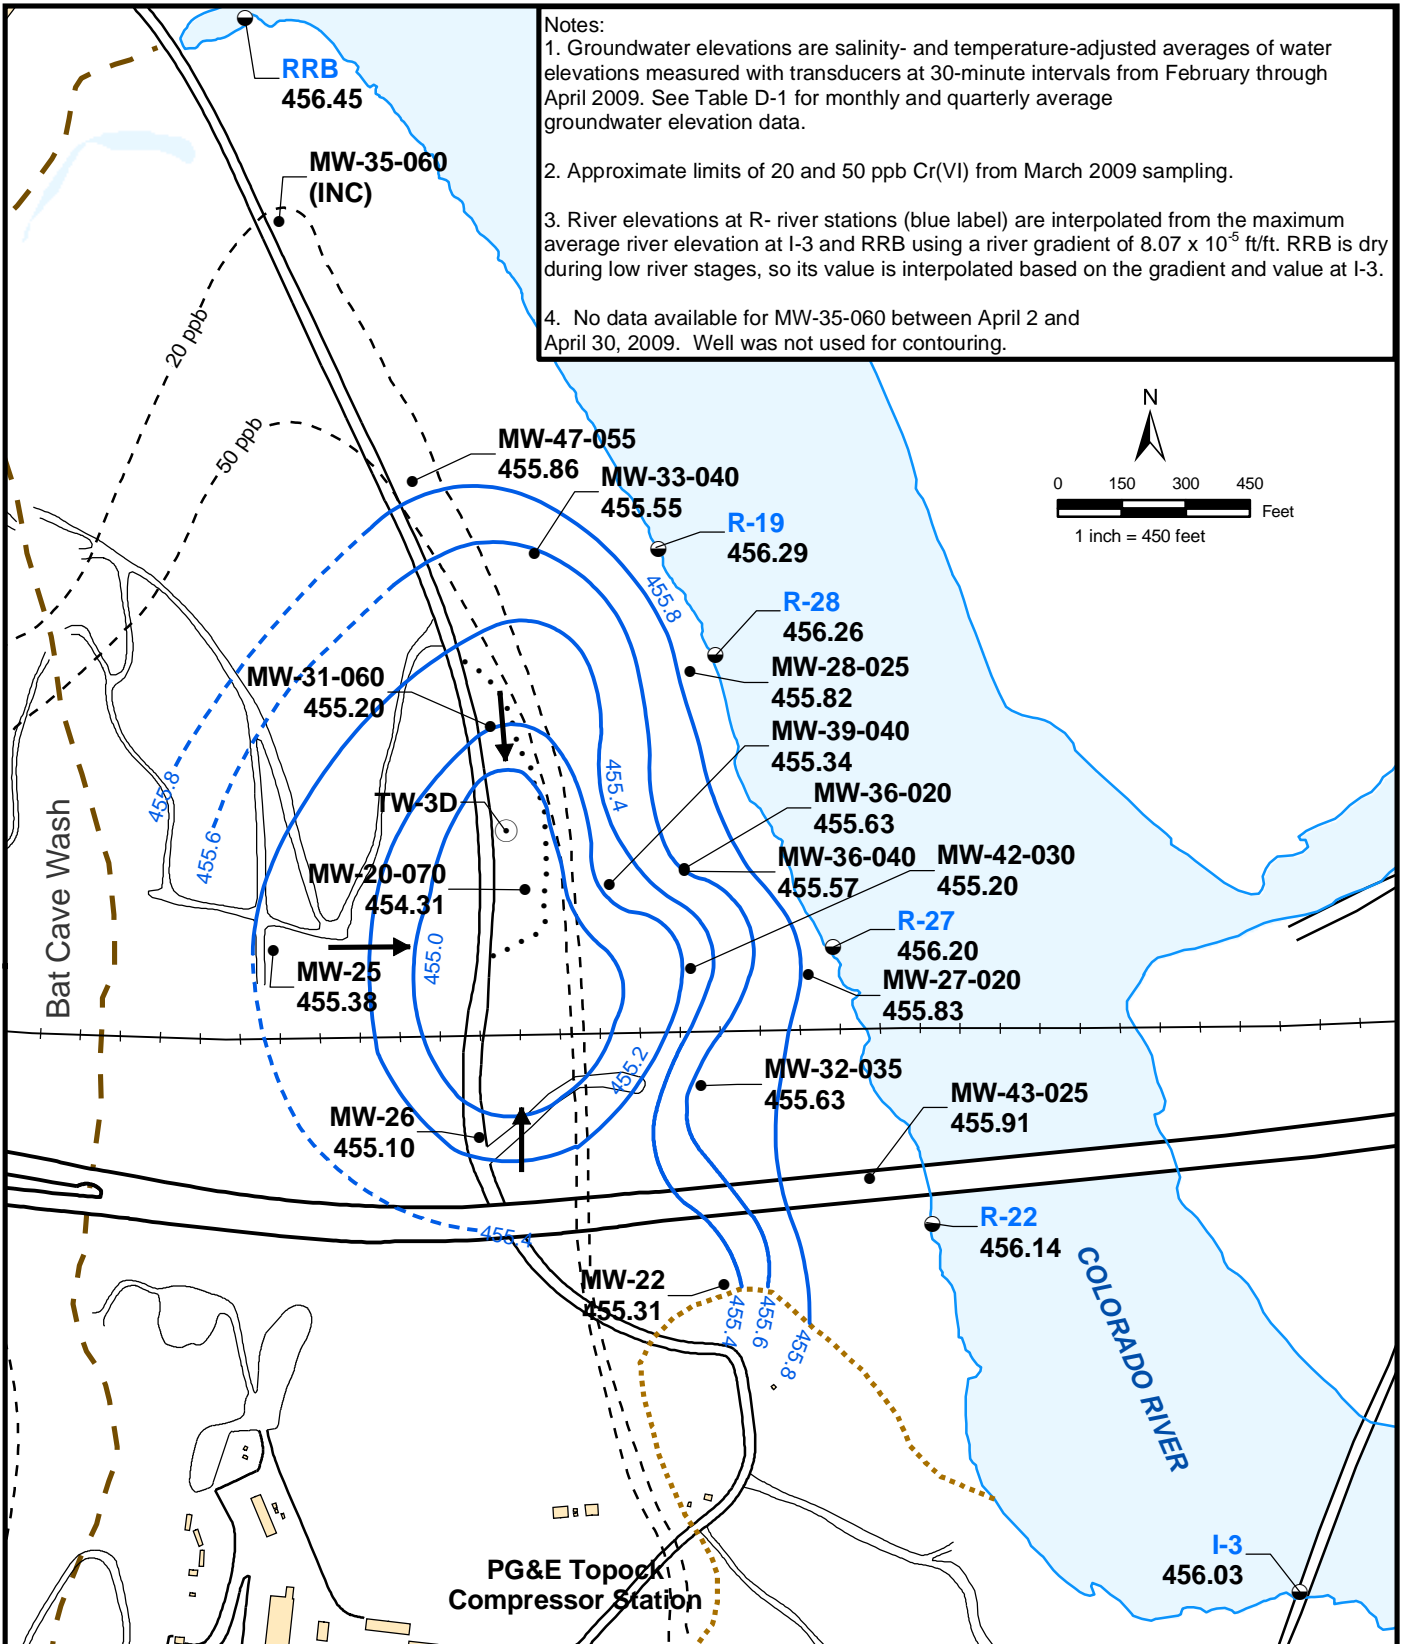 Notes:
1. Groundwater elevations are salinity- and temperature-adjusted averages of water
elevations measured with transducers at 30-minute intervals from February through
April 2009. See Table D-1 for monthly and quarterly average
groundwater elevation data.
2. Approximate limits of 20 and 50 ppb Cr(VI) from March 2009 sampling.
3. River elevations at R- river stations (blue label) are interpolated from the maximum
average river elevation at I-3 and RRB using a river gradient of 8.07 x 10⁻⁵ ft/ft. RRB is dry
during low river stages, so its value is interpolated based on the gradient and value at I-3.
4. No data available for MW-35-060 between April 2 and
April 30, 2009. Well was not used for contouring.
RRB
456.45
MW-35-060
(INC)
20 ppb
50 ppb
N
0 150 300 450
Feet
1 inch = 450 feet
MW-47-055
455.86
MW-33-040
455.55
R-19
456.29
455.8
R-28
456.26
MW-28-025
455.82
MW-31-060
455.20
MW-39-040
455.34
455.4
455.8
455.6
TW-3D
MW-36-020
455.63
MW-36-040
455.57
MW-42-030
455.20
MW-20-070
454.31
R-27
456.20
455.0
MW-25
455.38
MW-27-020
455.83
Bat Cave Wash
455.2
MW-32-035
455.63
MW-43-025
455.91
MW-26
455.10
455.4
R-22
456.14
MW-22
455.31
455.4
455.6
455.8
COLORADO RIVER
I-3
456.03
PG&E Topock
Compressor Station